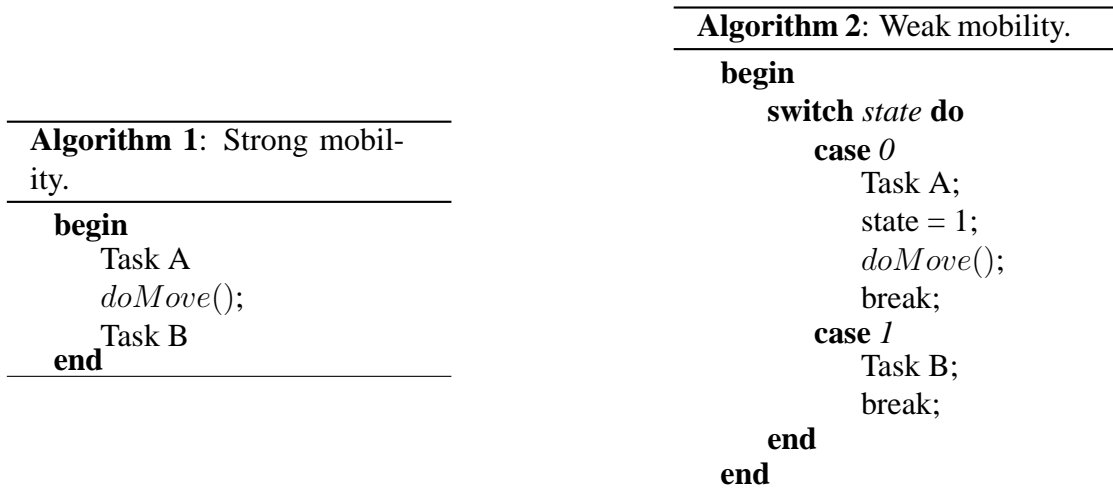 Algorithm 1: Strong mobil-
ity.
begin
Task A
doMove();
Task B
end
Algorithm 2: Weak mobility.
begin
switch state do
case 0
Task A;
state = 1;
doMove();
break;
case 1
Task B;
break;
end
end